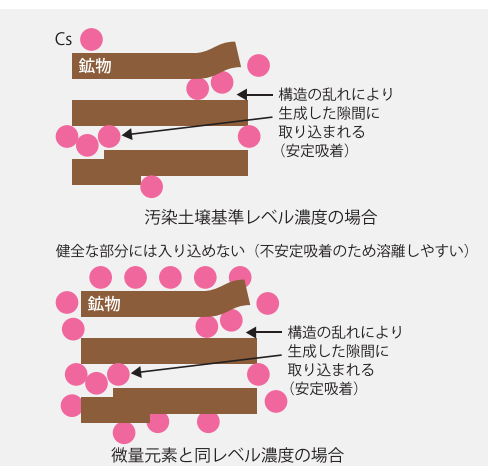 Cs
鉱物
構造の乱れにより
生成した隙間に
取り込まれる
（安定吸着）
汚染土壌基準レベル濃度の場合
健全な部分には入り込めない（不安定吸着のため溶離しやすい）
鉱物
構造の乱れにより
生成した隙間に
取り込まれる
（安定吸着）
微量元素と同レベル濃度の場合